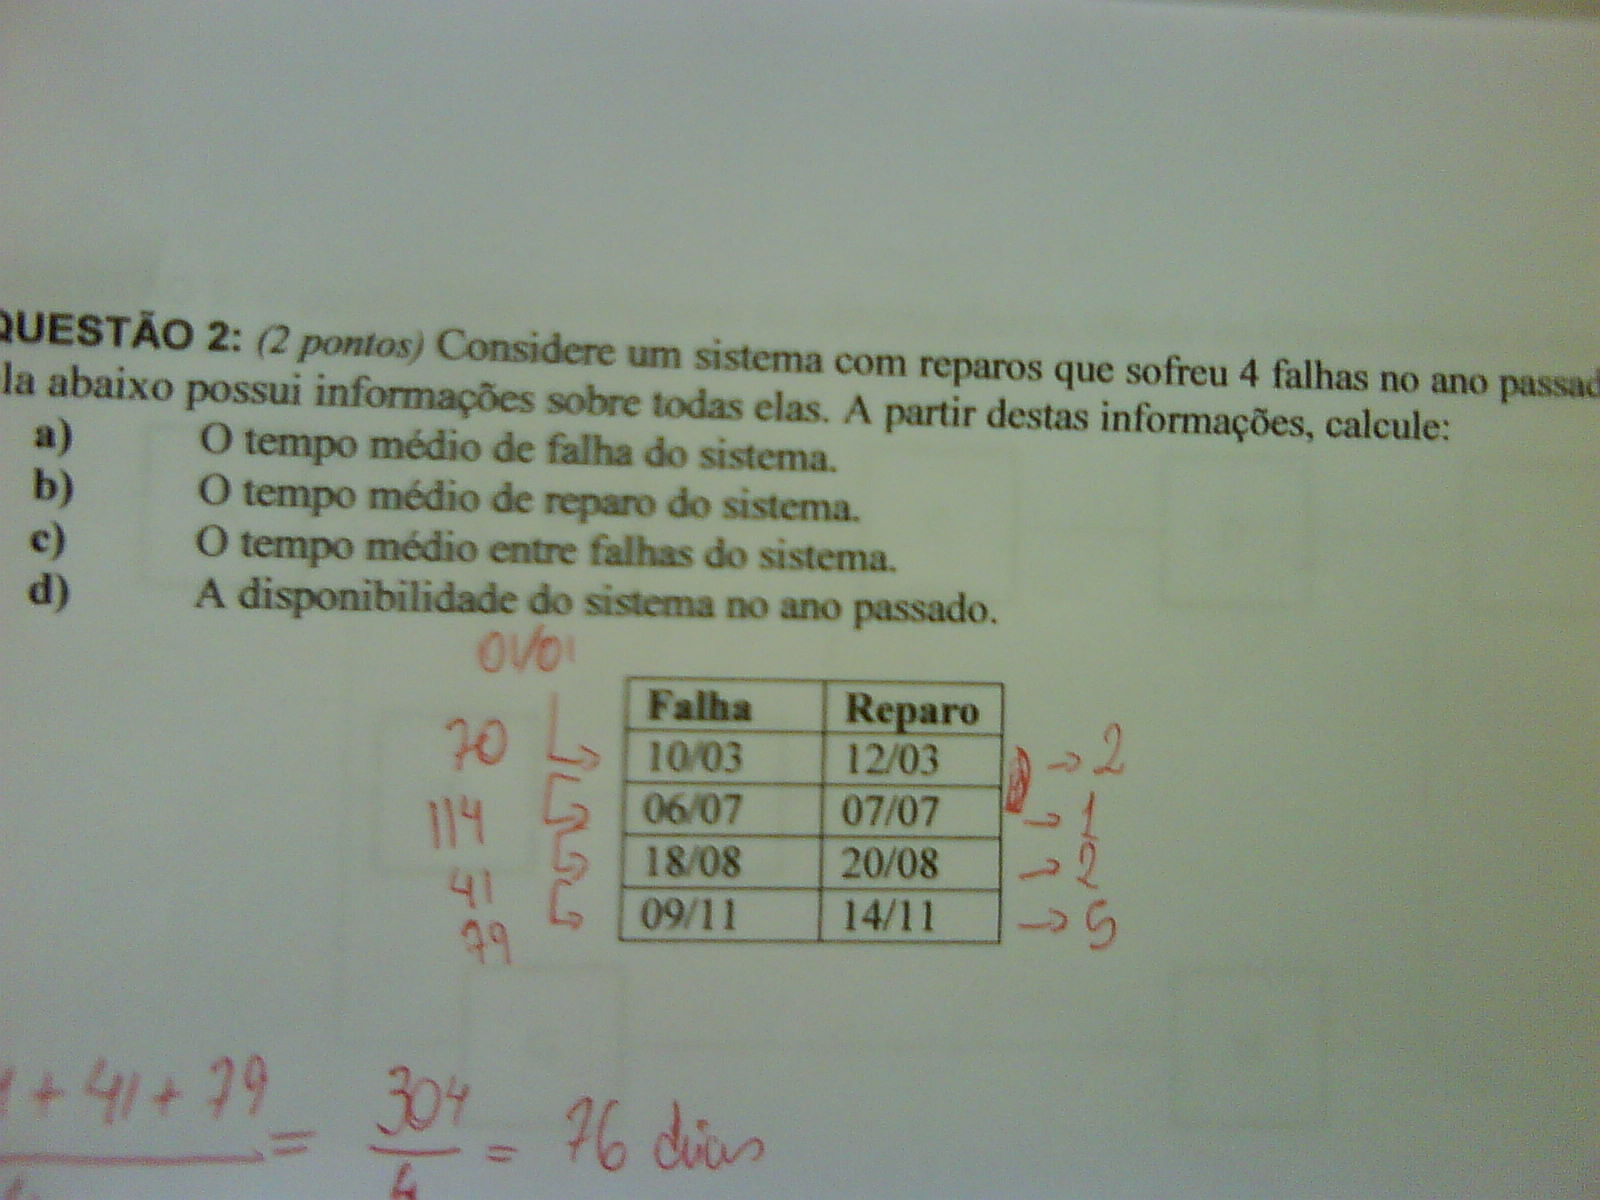 QUESTÃO 2: (2 pontos) Considere um sistema com reparos que sofreu 4 falhas no ano passad
la abaixo possui informações sobre todas elas. A partir destas informações, calcule:
a) O tempo médio de falha do sistema.
b) O tempo médio de reparo do sistema.
c) O tempo médio entre falhas do sistema.
d) A disponibilidade do sistema no ano passado.
01/01
Falha Reparo
70 10/03 12/03 → 2
114 06/07 07/07 → 1
41 18/08 20/08 → 2
79 09/11 14/11 → 5
+ 41 + 79 = 304 = 76 dias
4